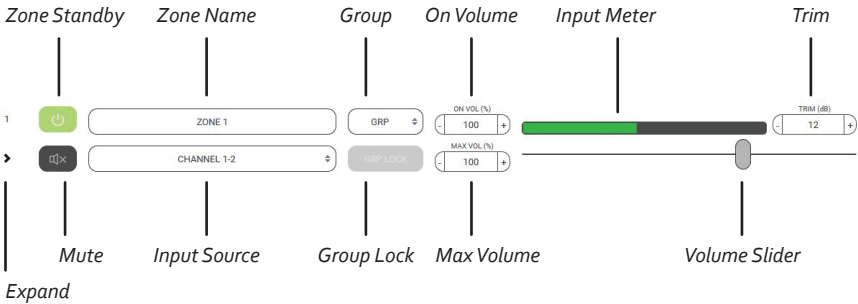 Zone Standby Zone Name Group On Volume Input Meter Trim
ON VOL (%) TRIM (dB)
1 ZONE 1 GRP - 100 + - 12 +
MAX VOL (%)
CHANNEL 1-2 GRP LOCK - 100 +
Mute Input Source Group Lock Max Volume Volume Slider
Expand